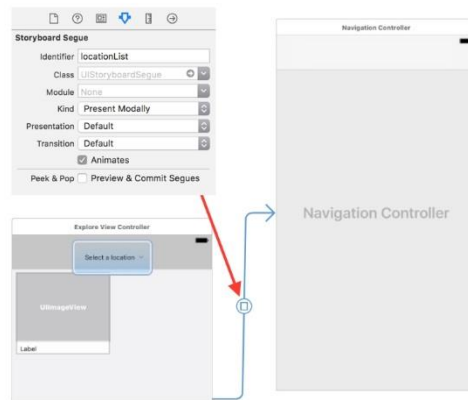 Storyboard Segue
Identifier locationList
Class UIStoryboardSegue
Module None
Kind Present Modally
Presentation Default
Transition Default
Animates
Peek & Pop Preview & Commit Segues
Explore View Controller
Select a location
UIImageView
Label
Navigation Controller
Navigation Controller